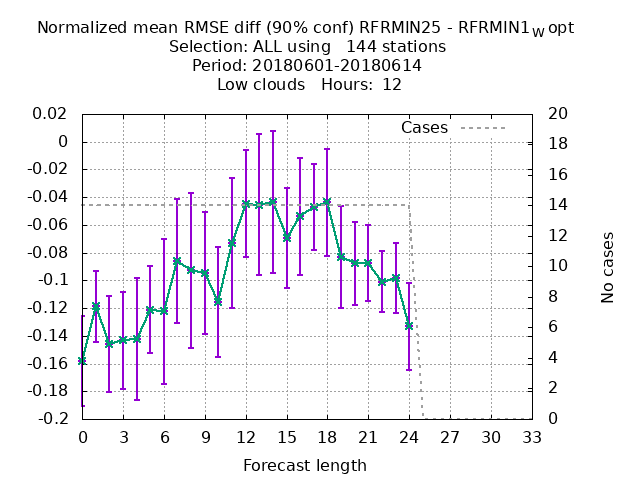 Normalized mean RMSE diff (90% conf) RFRMIN25 - RFRMIN1w opt
Selection: ALL using 144 stations
Period: 20180601-20180614
Low clouds Hours: 12
Cases
0.02
0
-0.02
-0.04
-0.06
-0.08
-0.1
-0.12
-0.14
-0.16
-0.18
-0.2
20
18
16
14
12
10
8
6
4
2
0
No cases
0 3 6 9 12 15 18 21 24 27 30 33
Forecast length